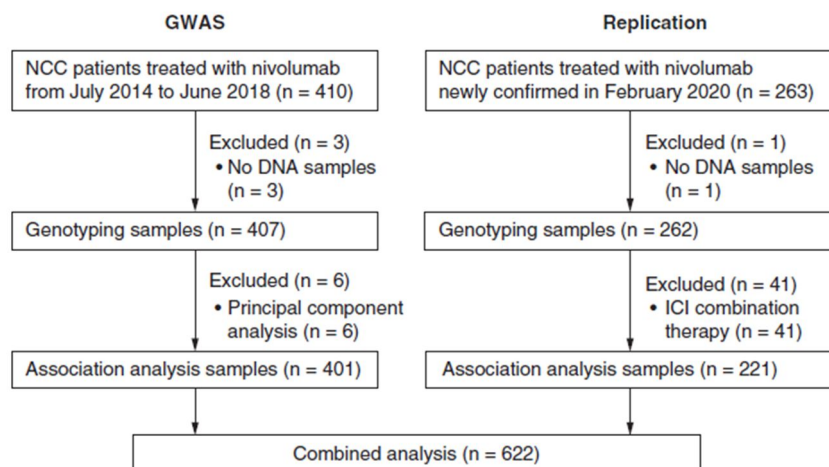 GWAS
NCC patients treated with nivolumab
from July 2014 to June 2018 (n = 410)
Excluded (n = 3)
• No DNA samples
(n = 3)
Genotyping samples (n = 407)
Excluded (n = 6)
• Principal component
analysis (n = 6)
Association analysis samples (n = 401)
Replication
NCC patients treated with nivolumab
newly confirmed in February 2020 (n = 263)
Excluded (n = 1)
• No DNA samples
(n = 1)
Genotyping samples (n = 262)
Excluded (n = 41)
• ICI combination
therapy (n = 41)
Association analysis samples (n = 221)
Combined analysis (n = 622)